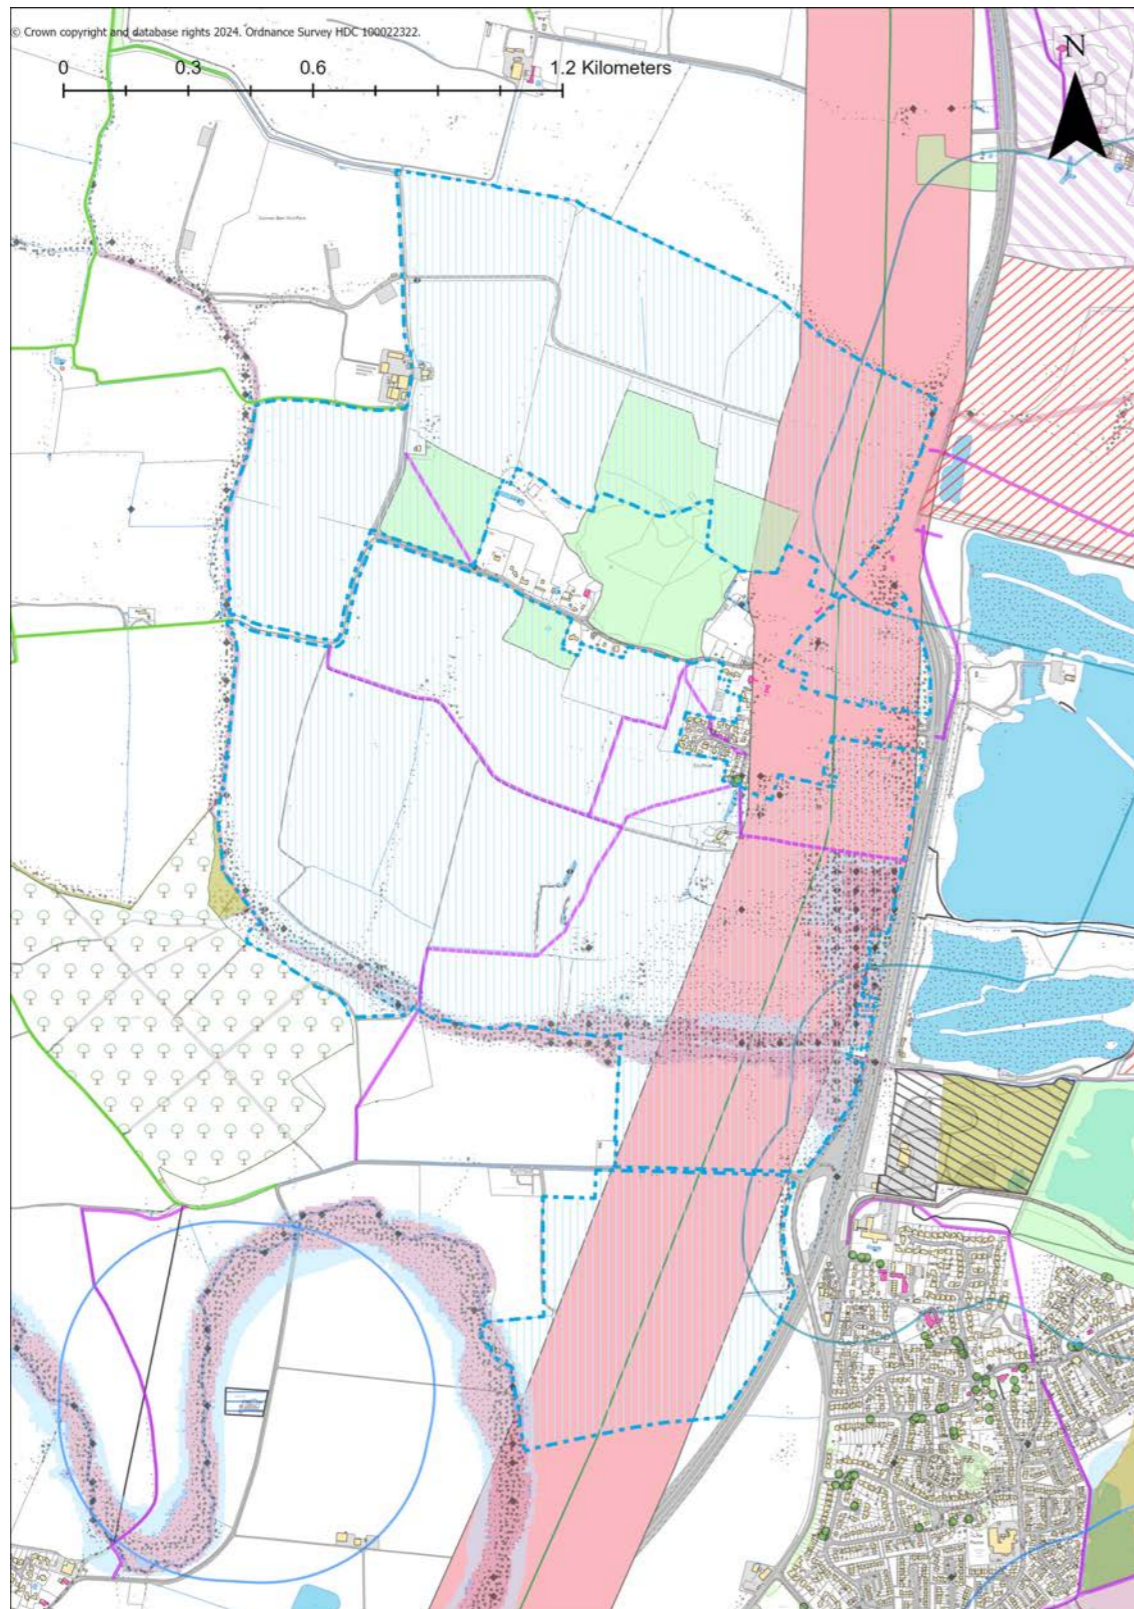 © Crown copyright and database rights 2024. Ordnance Survey HDC 100022322.
0 0.3 0.6 1.2 Kilometers
N